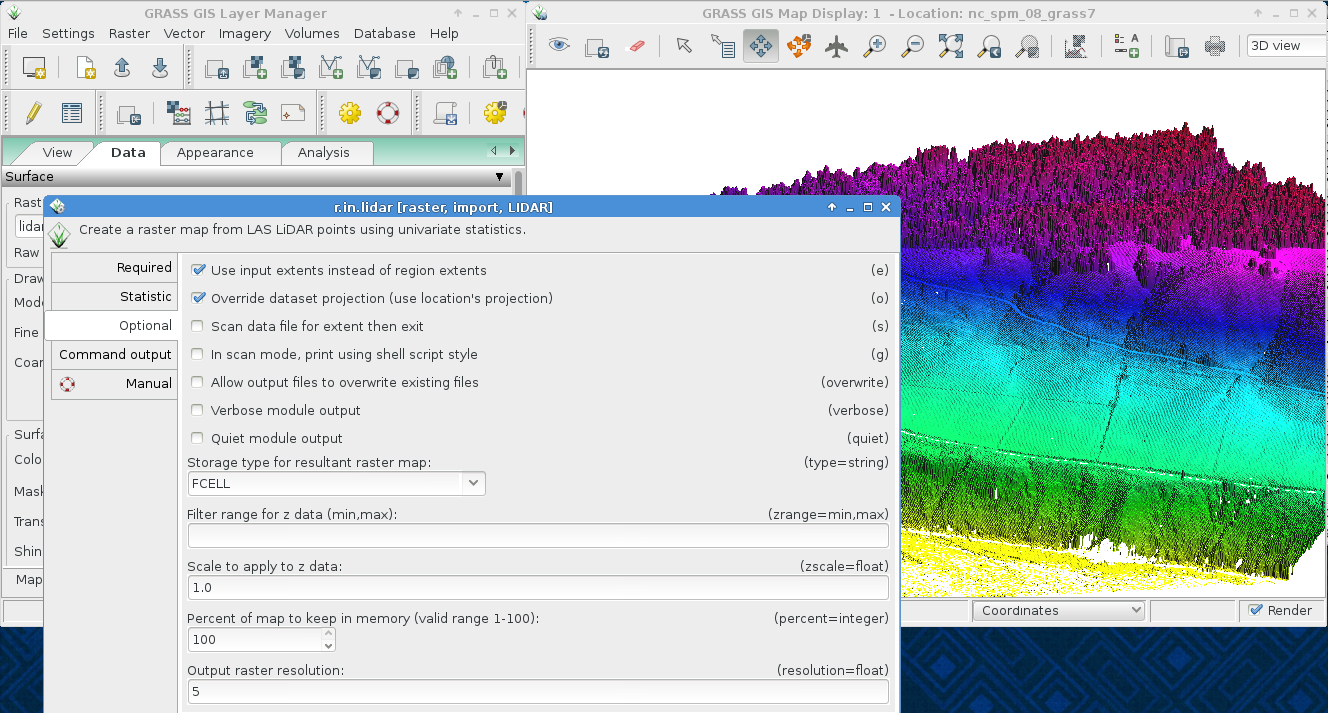 GRASS GIS Layer Manager
File Settings Raster Vector Imagery Volumes Database Help
View Data Appearance Analysis
Surface
Rast
lidar
Raw
Draw
Mode
Fine
Coar
Surfa
Colo
Mask
Trans
Shin
Map
GRASS GIS Map Display: 1 - Location: nc_spm_08_grass7
A
3D view
r.in.lidar [raster, import, LIDAR]
Create a raster map from LAS LiDAR points using univariate statistics.
Required
Statistic
Optional
Command output
Manual
Use input extents instead of region extents (e)
Override dataset projection (use location's projection) (o)
Scan data file for extent then exit (s)
In scan mode, print using shell script style (g)
Allow output files to overwrite existing files (overwrite)
Verbose module output (verbose)
Quiet module output (quiet)
Storage type for resultant raster map: (type=string)
FCELL
Filter range for z data (min,max): (zrange=min,max)
Scale to apply to z data: (zscale=float)
1.0
Percent of map to keep in memory (valid range 1-100): (percent=integer)
100
Output raster resolution: (resolution=float)
5
Coordinates
Render